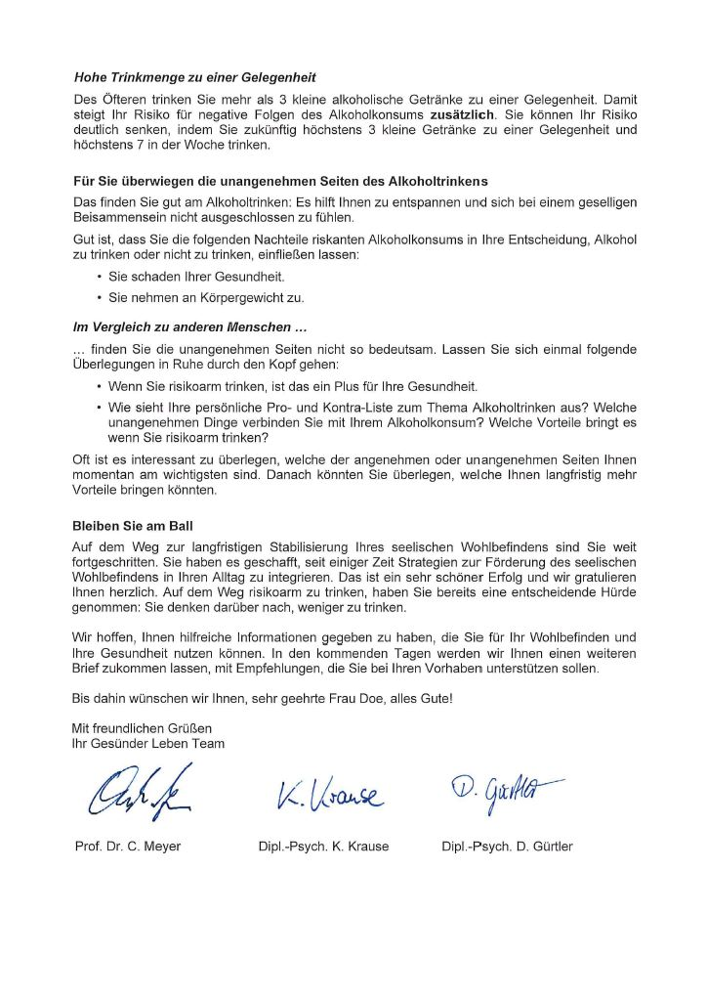 Hohe Trinkmenge zu einer Gelegenheit
Des Öfteren trinken Sie mehr als 3 kleine alkoholische Getränke zu einer Gelegenheit. Damit
steigt Ihr Risiko für negative Folgen des Alkoholkonsums zusätzlich. Sie können Ihr Risiko
deutlich senken, indem Sie zukünftig höchstens 3 kleine Getränke zu einer Gelegenheit und
höchstens 7 in der Woche trinken.
Für Sie überwiegen die unangenehmen Seiten des Alkoholtrinkens
Das finden Sie gut am Alkoholtrinken: Es hilft Ihnen zu entspannen und sich bei einem geselligen
Beisammensein nicht ausgeschlossen zu fühlen.
Gut ist, dass Sie die folgenden Nachteile riskanten Alkoholkonsums in Ihre Entscheidung, Alkohol
zu trinken oder nicht zu trinken, einfließen lassen:
• Sie schaden Ihrer Gesundheit.
• Sie nehmen an Körpergewicht zu.
Im Vergleich zu anderen Menschen …
… finden Sie die unangenehmen Seiten nicht so bedeutsam. Lassen Sie sich einmal folgende
Überlegungen in Ruhe durch den Kopf gehen:
• Wenn Sie risikoarm trinken, ist das ein Plus für Ihre Gesundheit.
• Wie sieht Ihre persönliche Pro- und Kontra-Liste zum Thema Alkoholtrinken aus? Welche
unangenehmen Dinge verbinden Sie mit Ihrem Alkoholkonsum? Welche Vorteile bringt es
wenn Sie risikoarm trinken?
Oft ist es interessant zu überlegen, welche der angenehmen oder unangenehmen Seiten Ihnen
momentan am wichtigsten sind. Danach könnten Sie überlegen, welche Ihnen langfristig mehr
Vorteile bringen könnten.
Bleiben Sie am Ball
Auf dem Weg zur langfristigen Stabilisierung Ihres seelischen Wohlbefindens sind Sie weit
fortgeschritten. Sie haben es geschafft, seit einiger Zeit Strategien zur Förderung des seelischen
Wohlbefindens in Ihren Alltag zu integrieren. Das ist ein sehr schöner Erfolg und wir gratulieren
Ihnen herzlich. Auf dem Weg risikoarm zu trinken, haben Sie bereits eine entscheidende Hürde
genommen: Sie denken darüber nach, weniger zu trinken.
Wir hoffen, Ihnen hilfreiche Informationen gegeben zu haben, die Sie für Ihr Wohlbefinden und
Ihre Gesundheit nutzen können. In den kommenden Tagen werden wir Ihnen einen weiteren
Brief zukommen lassen, mit Empfehlungen, die Sie bei Ihren Vorhaben unterstützen sollen.
Bis dahin wünschen wir Ihnen, sehr geehrte Frau Doe, alles Gute!
Mit freundlichen Grüßen
Ihr Gesünder Leben Team
K. Krause D. Gürtler
Prof. Dr. C. Meyer Dipl.-Psych. K. Krause Dipl.-Psych. D. Gürtler